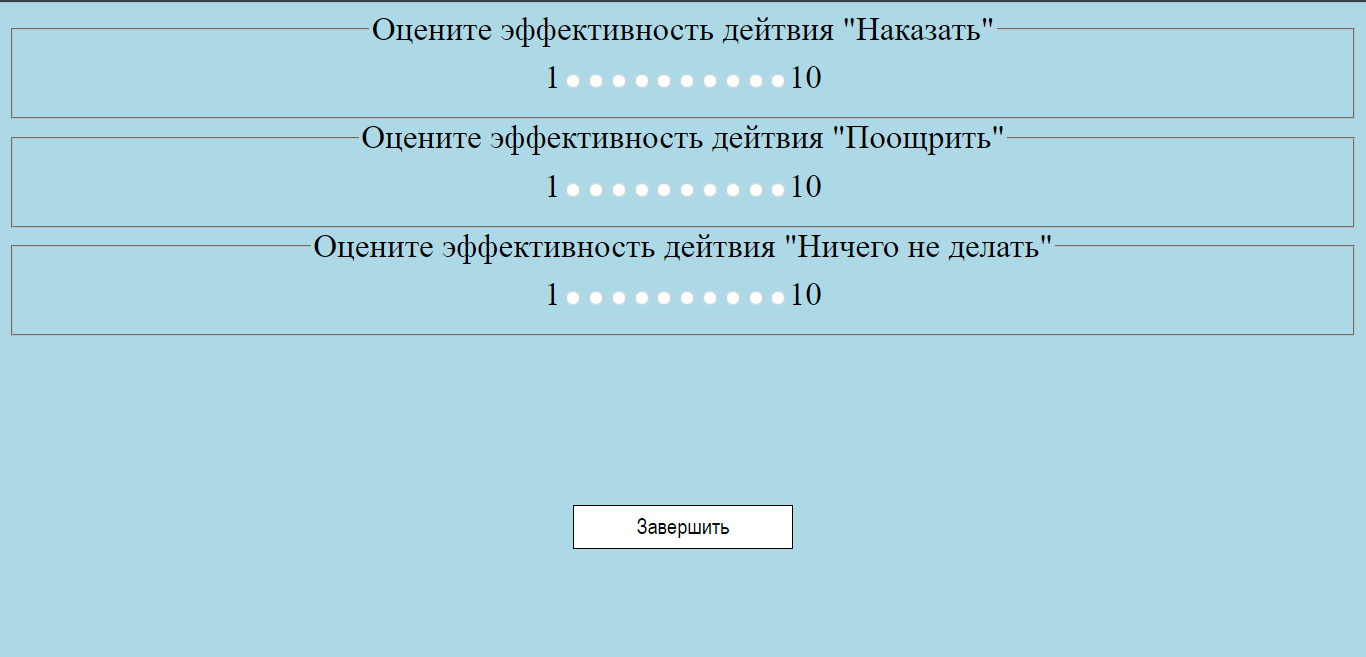 Оцените эффективность дейтвия "Наказать"
1 10
Оцените эффективность дейтвия "Поощрить"
1 10
Оцените эффективность дейтвия "Ничего не делать"
1 10
Завершить